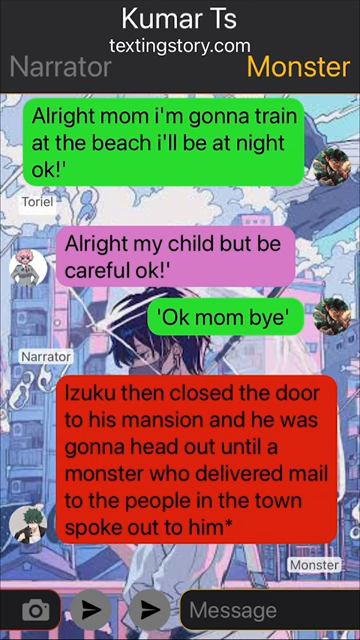 Kumar Ts
textingstory.com
Narrator
Monster
Alright mom i'm gonna train
at the beach i'll be at night
ok!'
Toriel
Alright my child but be
careful ok!'
'Ok mom bye'
Narrator
Izuku then closed the door
to his mansion and he was
gonna head out until a
monster who delivered mail
to the people in the town
spoke out to him*
Monster
Message